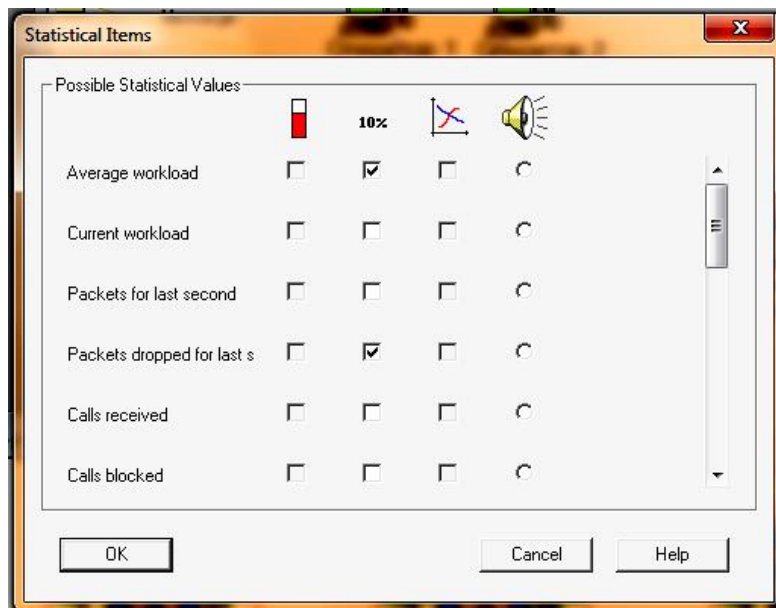 Statistical Items
Possible Statistical Values
10%
Average workload
Current workload
Packets for last second
Packets dropped for last s
Calls received
Calls blocked
OK Cancel Help